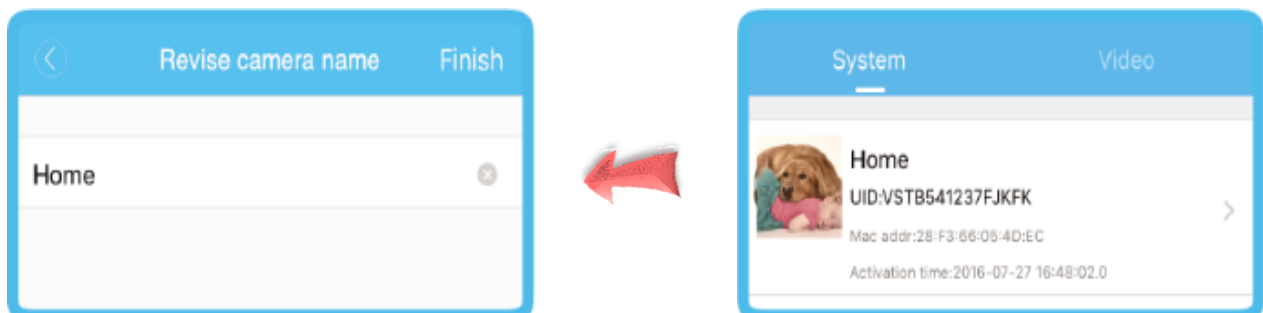 Revise camera name Finish
Home
System Video
Home
UID:VSTB541237FJKFK
Mac addr:28:F3:66:05:4D:EC
Activation time:2016-07-27 16:48:02.0